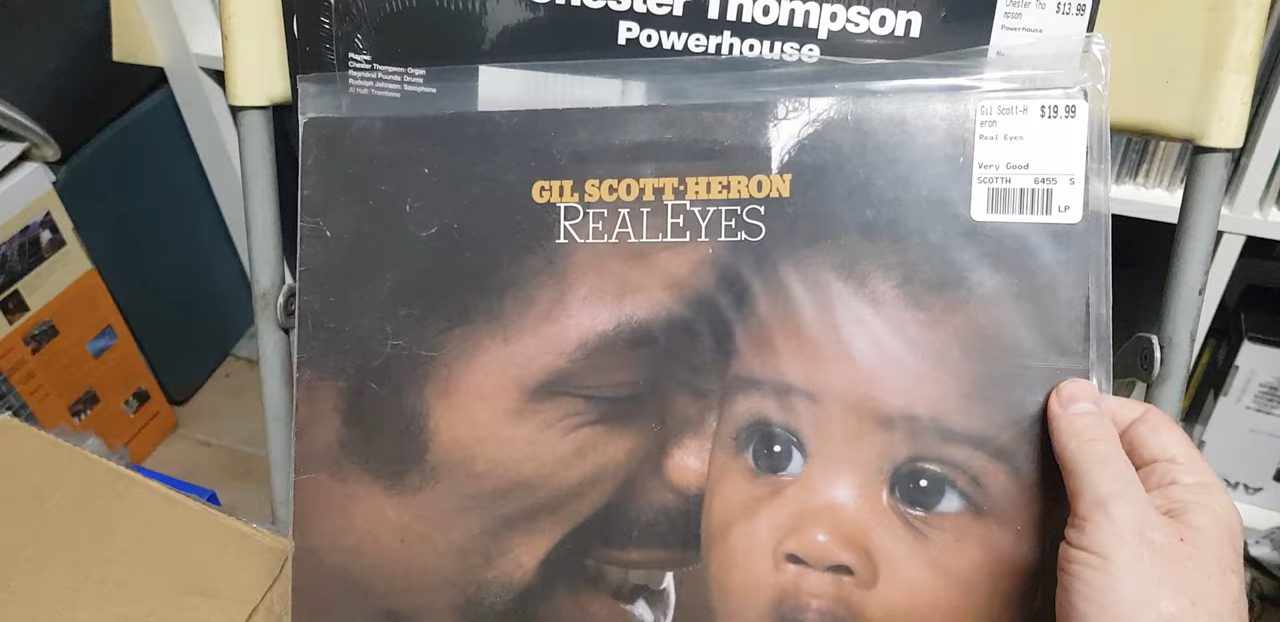 Chester Thompson
Powerhouse
Chester Tho
mpson
$13.99
Powerhouse
Players:
Chester Thompson: Organ
Raymond Pounds: Drums
Rudolph Johnson: Saxophone
Al Hall: Trombone
Gil Scott-H
eron
$19.99
Real Eyes
Very Good
SCOTTH 6455 S
LP
GIL SCOTT-HERON
REALEYES